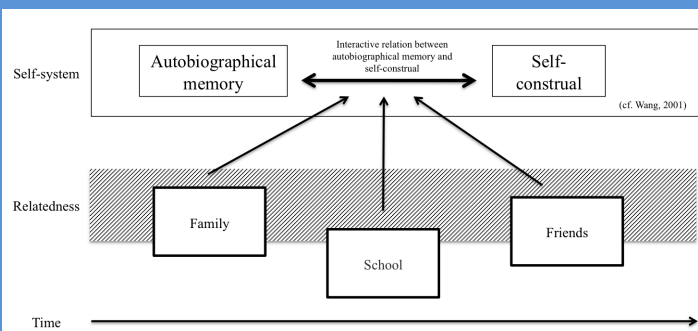 Self-system
Autobiographical
memory
Interactive relation between
autobiographical memory and
self-construal
Self-
construal
(cf. Wang, 2001)
Relatedness
Family
School
Friends
Time